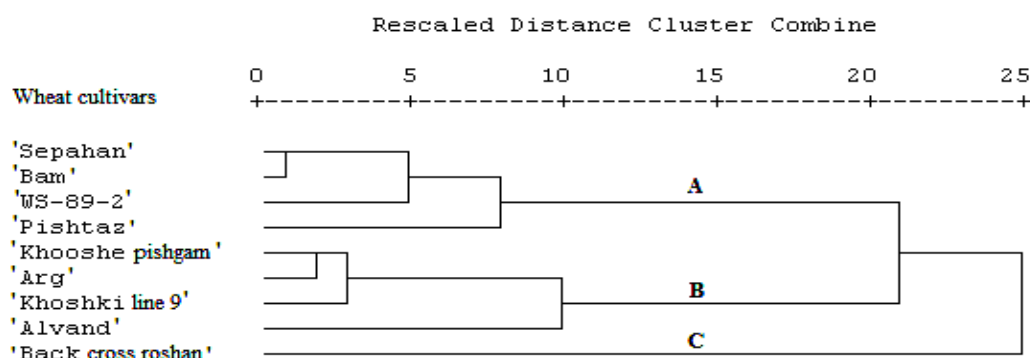 Rescaled Distance Cluster Combine
0 5 10 15 20 25
Wheat cultivars
'Sepahan'
'Bam'
'WS-89-2'
A
'Pishtaz'
'Khooshe pishgam'
'Arg'
'Khoshki line 9'
B
'Alvand'
'Back cross roshan'
C